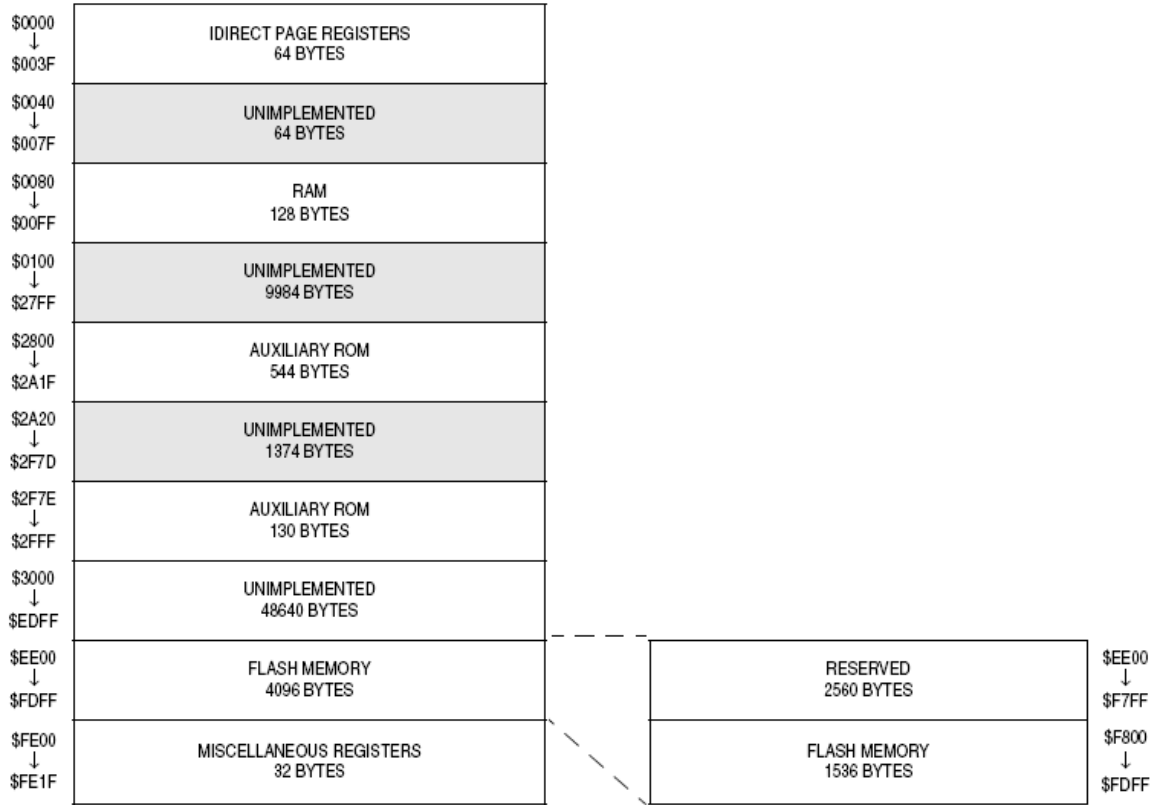 $0000
↓
$003F
IDIRECT PAGE REGISTERS
64 BYTES
$0040
↓
$007F
UNIMPLEMENTED
64 BYTES
$0080
↓
$00FF
RAM
128 BYTES
$0100
↓
$27FF
UNIMPLEMENTED
9984 BYTES
$2800
↓
$2A1F
AUXILIARY ROM
544 BYTES
$2A20
↓
$2F7D
UNIMPLEMENTED
1374 BYTES
$2F7E
↓
$2FFF
AUXILIARY ROM
130 BYTES
$3000
↓
$EDFF
UNIMPLEMENTED
48640 BYTES
$EE00
↓
$FDFF
FLASH MEMORY
4096 BYTES
RESERVED
2560 BYTES
$EE00
↓
$F7FF
$FE00
↓
$FE1F
MISCELLANEOUS REGISTERS
32 BYTES
FLASH MEMORY
1536 BYTES
$F800
↓
$FDFF